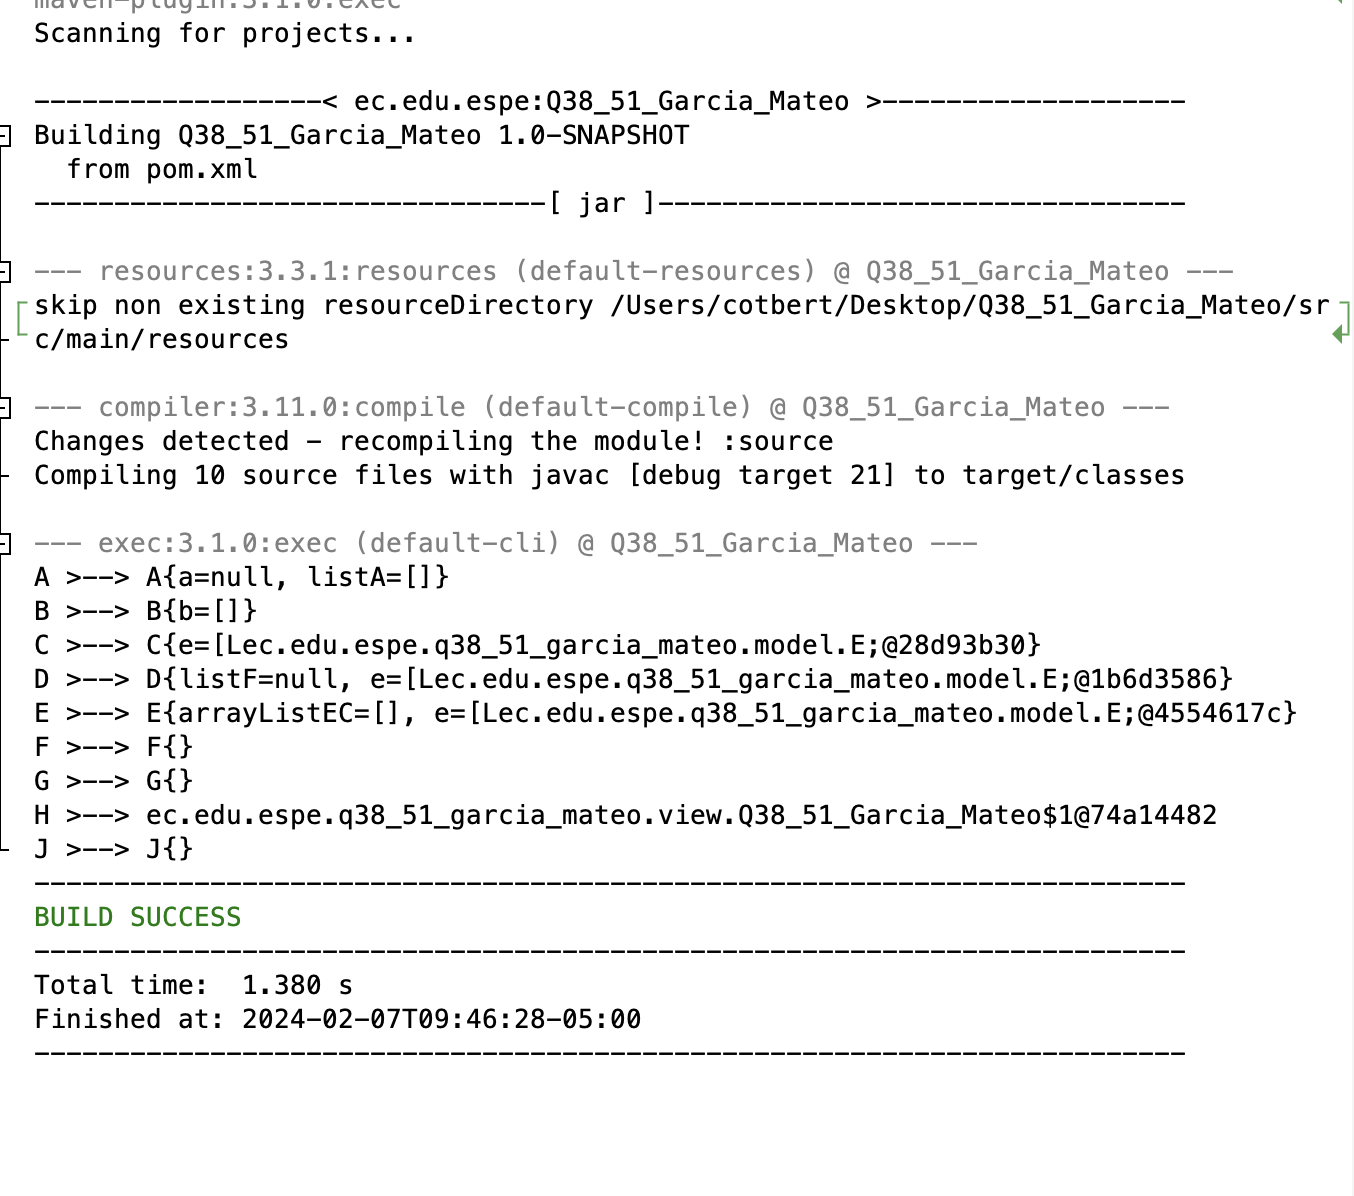 maven-plugin:3.1.0:exec
Scanning for projects...
------------------< ec.edu.espe:Q38_51_Garcia_Mateo >-------------------
Building Q38_51_Garcia_Mateo 1.0-SNAPSHOT
  from pom.xml
--------------------------------[ jar ]---------------------------------
--- resources:3.3.1:resources (default-resources) @ Q38_51_Garcia_Mateo ---
skip non existing resourceDirectory /Users/cotbert/Desktop/Q38_51_Garcia_Mateo/sr
c/main/resources
--- compiler:3.11.0:compile (default-compile) @ Q38_51_Garcia_Mateo ---
Changes detected - recompiling the module! :source
Compiling 10 source files with javac [debug target 21] to target/classes
--- exec:3.1.0:exec (default-cli) @ Q38_51_Garcia_Mateo ---
A >--> A{a=null, listA=[]}
B >--> B{b=[]}
C >--> C{e=[Lec.edu.espe.q38_51_garcia_mateo.model.E;@28d93b30}
D >--> D{listF=null, e=[Lec.edu.espe.q38_51_garcia_mateo.model.E;@1b6d3586}
E >--> E{arrayListEC=[], e=[Lec.edu.espe.q38_51_garcia_mateo.model.E;@4554617c}
F >--> F{}
G >--> G{}
H >--> ec.edu.espe.q38_51_garcia_mateo.view.Q38_51_Garcia_Mateo$1@74a14482
J >--> J{}
------------------------------------------------------------------------
BUILD SUCCESS
------------------------------------------------------------------------
Total time:  1.380 s
Finished at: 2024-02-07T09:46:28-05:00
------------------------------------------------------------------------